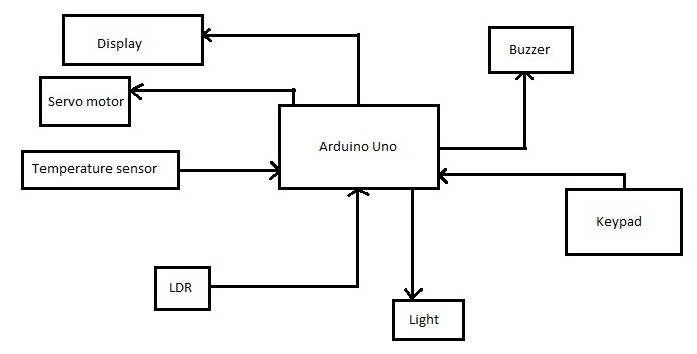 Display
Buzzer
Servo motor
Arduino Uno
Temperature sensor
Keypad
LDR
Light